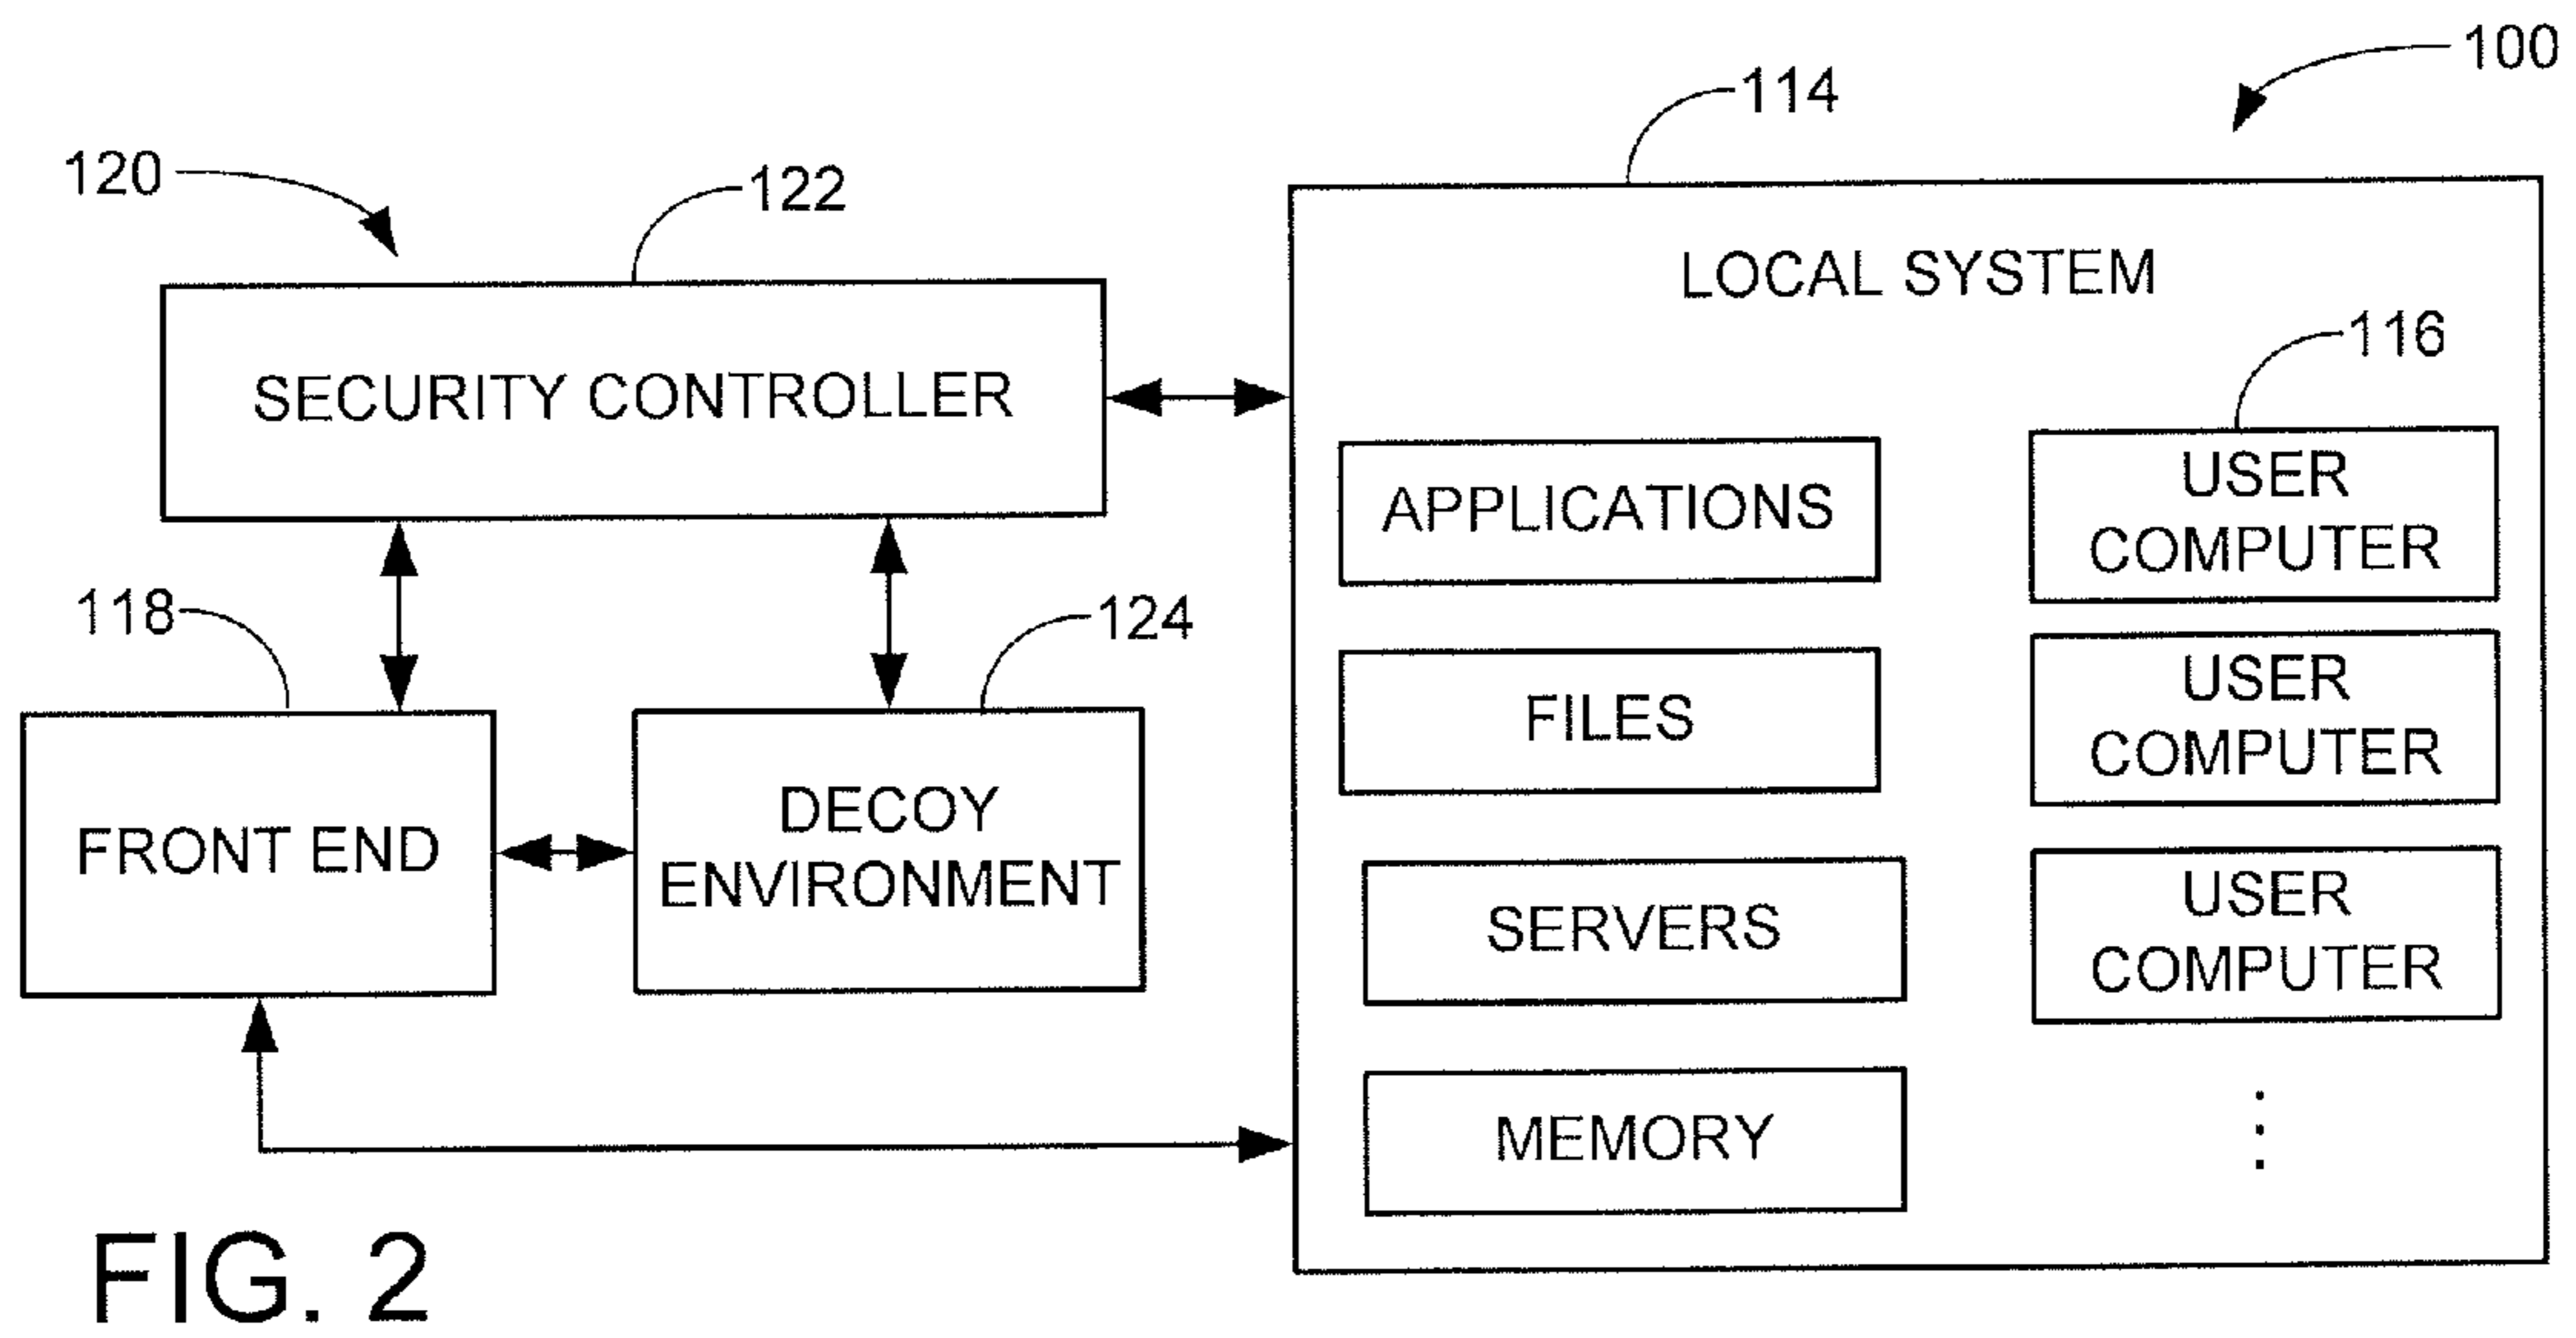 100
114
120
122
LOCAL SYSTEM
116
SECURITY CONTROLLER
APPLICATIONS
USER
COMPUTER
118
124
FILES
USER
COMPUTER
FRONT END
DECOY
ENVIRONMENT
SERVERS
USER
COMPUTER
MEMORY
FIG. 2